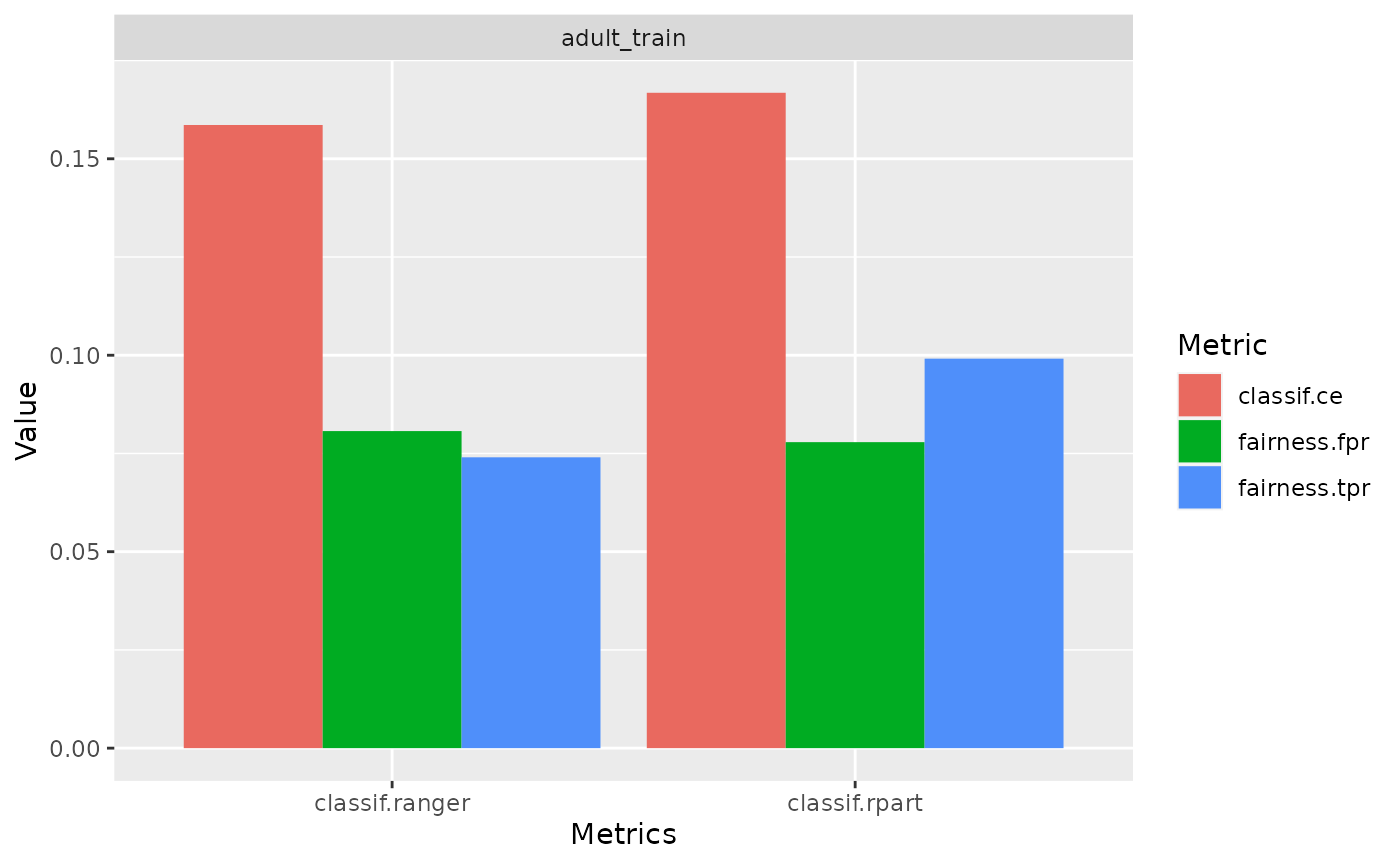 adult_train
Value
0.15
0.10
0.05
0.00
classif.ranger
classif.rpart
Metrics
Metric
classif.ce
fairness.fpr
fairness.tpr